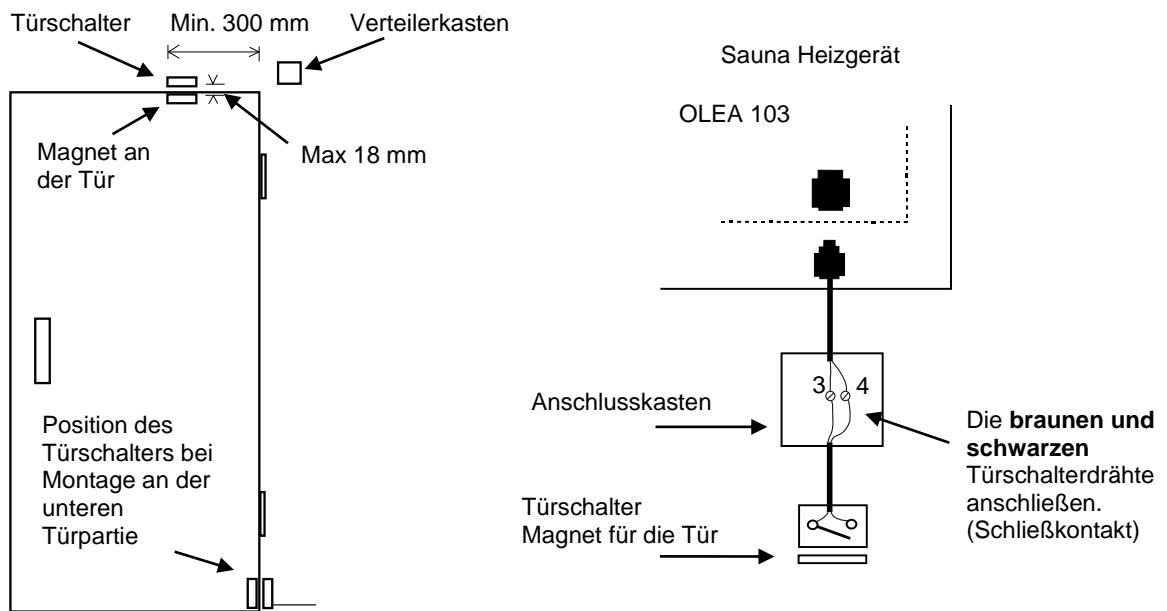 Türschalter
Min. 300 mm
Verteilerkasten
Magnet an
der Tür
Max 18 mm
Position des
Türschalters bei
Montage an der
unteren
Türpartie
Sauna Heizgerät
OLEA 103
3 4
Anschlusskasten
Die braunen und
schwarzen
Türschalterdrähte
anschließen.
(Schließkontakt)
Türschalter
Magnet für die Tür